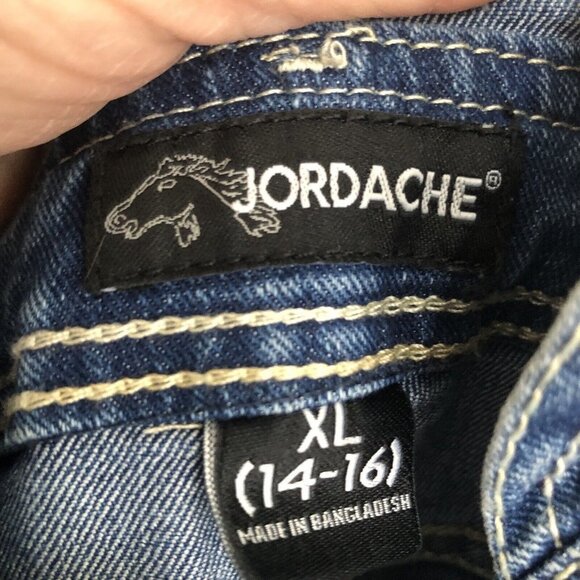 JORDACHE®
XL
(14-16)
MADE IN BANGLADESH